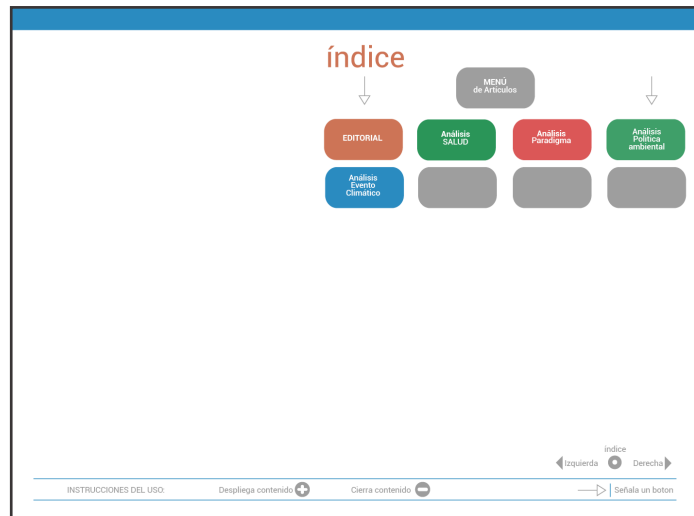 índice
MENÚ
de Artículos
EDITORIAL
Análisis
SALUD
Análisis
Paradigma
Análisis
Política
ambiental
Análisis
Evento
Climático
índice
Izquierda
Derecha
INSTRUCCIONES DEL USO:
Despliega contenido
Cierra contenido
Señala un boton